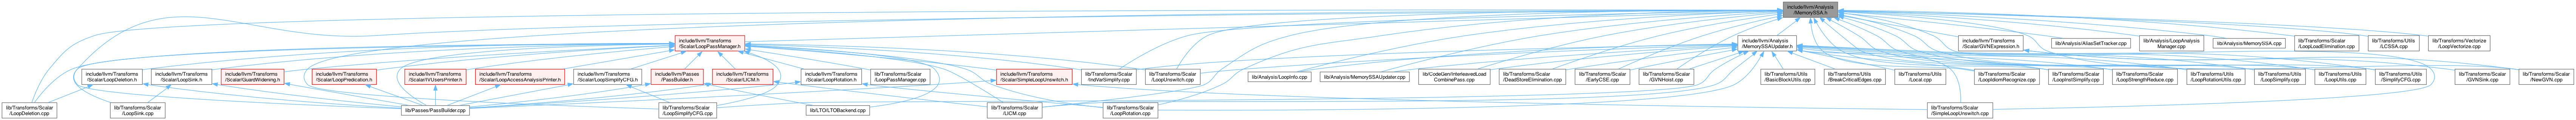 include/llvm/Analysis
/MemorySSA.h
include/llvm/Transforms
/Scalar/LoopPassManager.h
include/llvm/Analysis
/MemorySSAUpdater.h
include/llvm/Transforms
/Scalar/GVNExpression.h
lib/Analysis/AliasSetTracker.cpp
lib/Analysis/LoopAnalysis
Manager.cpp
lib/Analysis/MemorySSA.cpp
lib/Transforms/Scalar
/LoopLoadElimination.cpp
lib/Transforms/Utils
/LCSSA.cpp
lib/Transforms/Vectorize
/LoopVectorize.cpp
include/llvm/Transforms
/Scalar/LoopDeletion.h
include/llvm/Transforms
/Scalar/LoopSink.h
include/llvm/Transforms
/Scalar/GuardWidening.h
include/llvm/Transforms
/Scalar/LoopPredication.h
include/llvm/Transforms
/Scalar/IVUsersPrinter.h
include/llvm/Transforms
/Scalar/LoopAccessAnalysisPrinter.h
include/llvm/Transforms
/Scalar/LoopSimplifyCFG.h
include/llvm/Passes
/PassBuilder.h
include/llvm/Transforms
/Scalar/LICM.h
include/llvm/Transforms
/Scalar/LoopRotation.h
lib/Transforms/Scalar
/LoopPassManager.cpp
include/llvm/Transforms
/Scalar/SimpleLoopUnswitch.h
lib/Transforms/Scalar
/IndVarSimplify.cpp
lib/Transforms/Scalar
/LoopUnswitch.cpp
lib/Analysis/LoopInfo.cpp
lib/Analysis/MemorySSAUpdater.cpp
lib/CodeGen/InterleavedLoad
CombinePass.cpp
lib/Transforms/Scalar
/DeadStoreElimination.cpp
lib/Transforms/Scalar
/EarlyCSE.cpp
lib/Transforms/Scalar
/GVNHoist.cpp
lib/Transforms/Utils
/BasicBlockUtils.cpp
lib/Transforms/Utils
/BreakCriticalEdges.cpp
lib/Transforms/Utils
/Local.cpp
lib/Transforms/Scalar
/LoopIdiomRecognize.cpp
lib/Transforms/Scalar
/LoopInstSimplify.cpp
lib/Transforms/Scalar
/LoopStrengthReduce.cpp
lib/Transforms/Utils
/LoopRotationUtils.cpp
lib/Transforms/Utils
/LoopSimplify.cpp
lib/Transforms/Utils
/LoopUtils.cpp
lib/Transforms/Utils
/SimplifyCFG.cpp
lib/Transforms/Scalar
/GVNSink.cpp
lib/Transforms/Scalar
/NewGVN.cpp
lib/Transforms/Scalar
/LoopDeletion.cpp
lib/Transforms/Scalar
/LoopSink.cpp
lib/Passes/PassBuilder.cpp
lib/Transforms/Scalar
/LoopSimplifyCFG.cpp
lib/LTO/LTOBackend.cpp
lib/Transforms/Scalar
/LICM.cpp
lib/Transforms/Scalar
/LoopRotation.cpp
lib/Transforms/Scalar
/SimpleLoopUnswitch.cpp